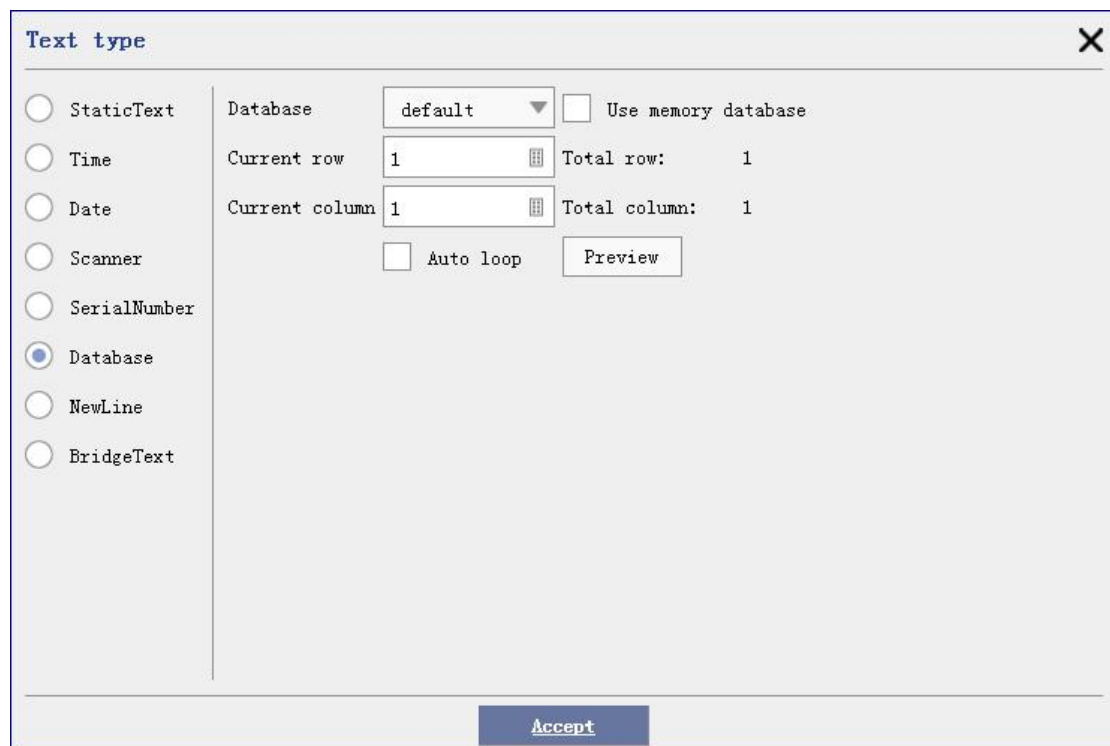 Text type
StaticText
Time
Date
Scanner
SerialNumber
Database
NewLine
BridgeText
Database default Use memory database
Current row 1 Total row: 1
Current column 1 Total column: 1
Auto loop Preview
Accept